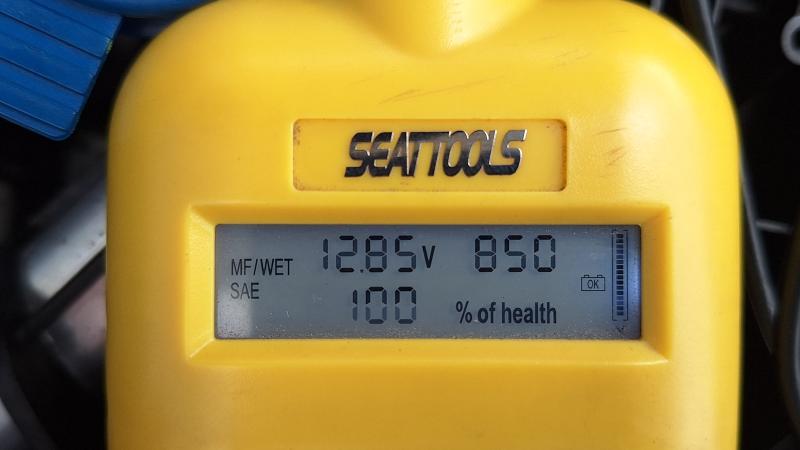 SEATTOOLS
MF/WET 12.85V 850
SAE 100 % of health
OK